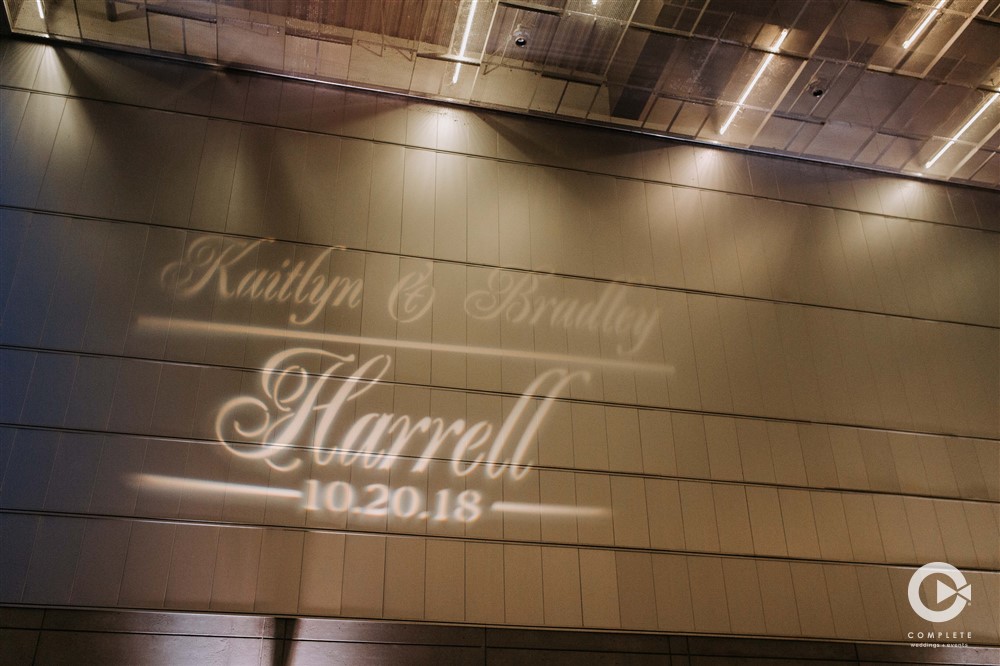 Kaitlyn & Bradley
Harrell
10.20.18
COMPLETE
weddings + events